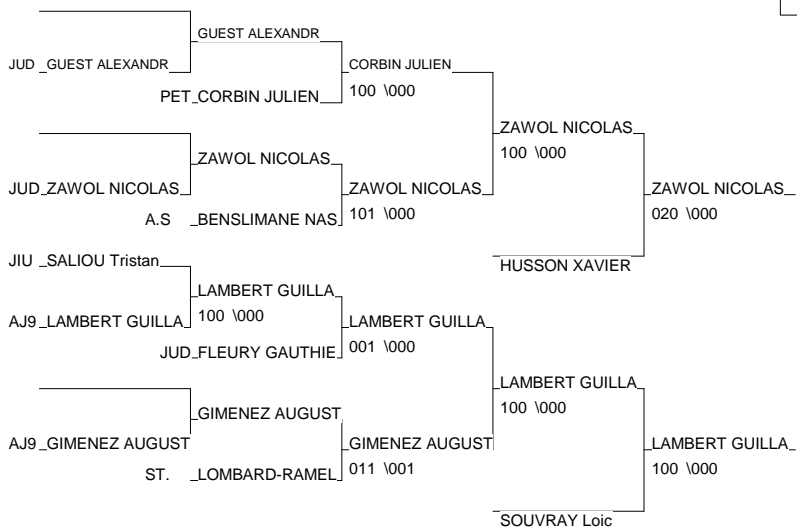 GUEST ALEXANDR
JUD GUEST ALEXANDR
CORBIN JULIEN
PET CORBIN JULIEN
100 \000
ZAWOL NICOLAS
100 \000
ZAWOL NICOLAS
JUD ZAWOL NICOLAS
ZAWOL NICOLAS
101 \000
ZAWOL NICOLAS
020 \000
A.S BENSLIMANE NAS
JIU SALIOU Tristan
HUSSON XAVIER
LAMBERT GUILLA
100 \000
AJ9 LAMBERT GUILLA
LAMBERT GUILLA
001 \000
JUD FLEURY GAUTHIE
LAMBERT GUILLA
100 \000
GIMENEZ AUGUST
AJ9 GIMENEZ AUGUST
GIMENEZ AUGUST
011 \001
LAMBERT GUILLA
100 \000
ST. LOMBARD-RAMEL
SOUVRAY Loic